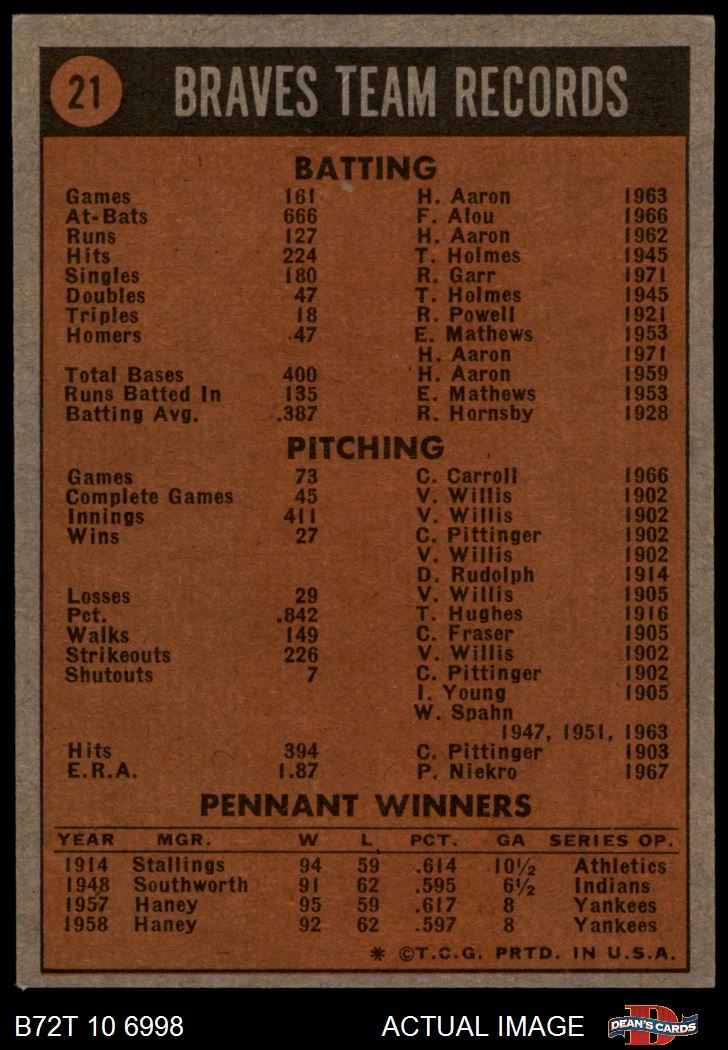 21 BRAVES TEAM RECORDS
BATTING
Games 161 H. Aaron 1963
At-Bats 666 F. Alou 1966
Runs 127 H. Aaron 1962
Hits 224 T. Holmes 1945
Singles 180 R. Garr 1971
Doubles 47 T. Holmes 1945
Triples 18 R. Powell 1921
Homers 47 E. Mathews 1953
H. Aaron 1971
Total Bases 400 H. Aaron 1959
Runs Batted In 135 E. Mathews 1953
Batting Avg. .387 R. Hornsby 1928
PITCHING
Games 73 C. Carroll 1966
Complete Games 45 V. Willis 1902
Innings 411 V. Willis 1902
Wins 27 C. Pittinger 1902
V. Willis 1902
D. Rudolph 1914
Losses 29 V. Willis 1905
Pct. .842 T. Hughes 1916
Walks 149 C. Fraser 1905
Strikeouts 226 V. Willis 1902
Shutouts 7 C. Pittinger 1902
I. Young 1905
W. Spahn
1947, 1951, 1963
Hits 394 C. Pittinger 1903
E.R.A. 1.87 P. Niekro 1967
PENNANT WINNERS
YEAR MGR. W L PCT. GA SERIES OP.
1914 Stallings 94 59 .614 10½ Athletics
1948 Southworth 91 62 .595 6½ Indians
1957 Haney 95 59 .617 8 Yankees
1958 Haney 92 62 .597 8 Yankees
* ©T.C.G. PRTD. IN U.S.A.
B72T 10 6998 ACTUAL IMAGE D DEAN'S CARDS